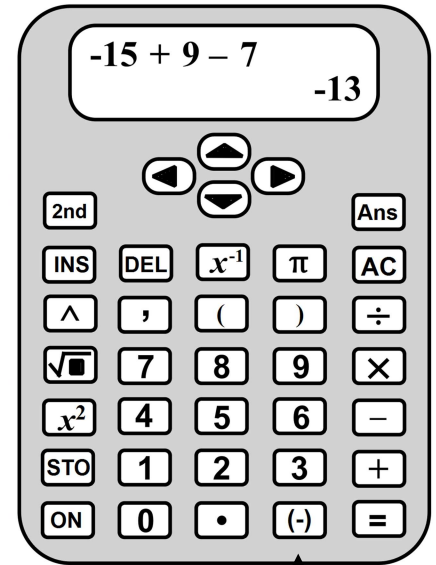 -15 + 9 – 7
-13
2nd Ans
INS DEL x⁻¹ π AC
^ , ( ) ÷
√■ 7 8 9 ×
x² 4 5 6 –
STO 1 2 3 +
ON 0 • (-) =